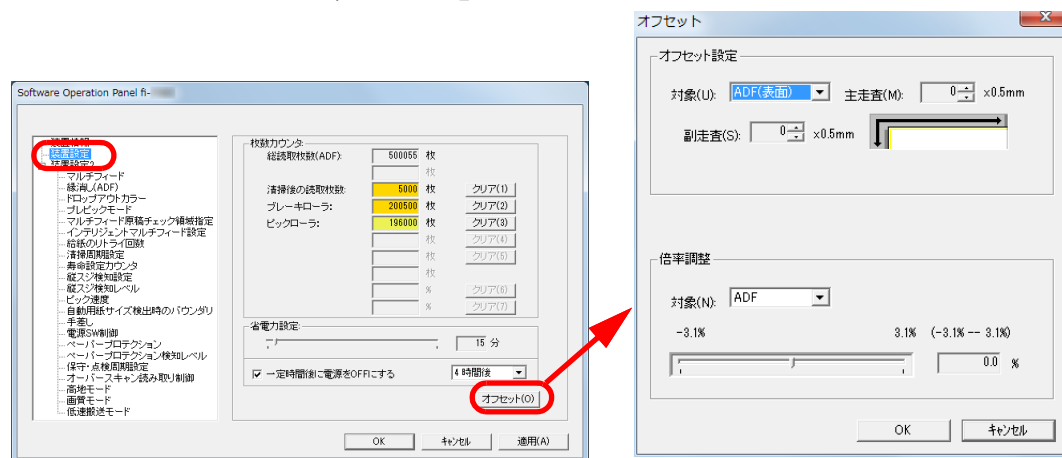 Software Operation Panel fi-
装置情報
装置設定
装置設定2
マルチフィード
縁消し(ADF)
ドロップアウトカラー
プレピックモード
マルチフィード原稿チェック領域指定
インテリジェントマルチフィード設定
給紙のリトライ回数
清掃周期設定
寿命設定カウンタ
縦スジ検知設定
縦スジ検知レベル
ピック速度
自動用紙サイズ検出時のバウンダリ
手差し
電源SW制御
ペーパープロテクション
ペーパープロテクション検知レベル
保守・点検周期設定
オーバースキャン読み取り制御
高地モード
画質モード
低速搬送モード
枚数カウンタ:
総読取枚数(ADF): 500055 枚
枚
清掃後の読取枚数: 5000 枚 クリア(1)
ブレーキローラ: 200500 枚 クリア(2)
ピックローラ: 196000 枚 クリア(3)
枚 クリア(4)
枚 クリア(5)
枚
% クリア(6)
% クリア(7)
省電力設定:
15 分
一定時間後に電源をOFFにする 4 時間後
オフセット(O)
OK キャンセル 適用(A)
オフセット
オフセット設定
対象(U): ADF(表面) 主走査(M): 0 ×0.5mm
副走査(S): 0 ×0.5mm
倍率調整
対象(N): ADF
-3.1% 3.1% (-3.1% -- 3.1%)
0.0 %
OK キャンセル